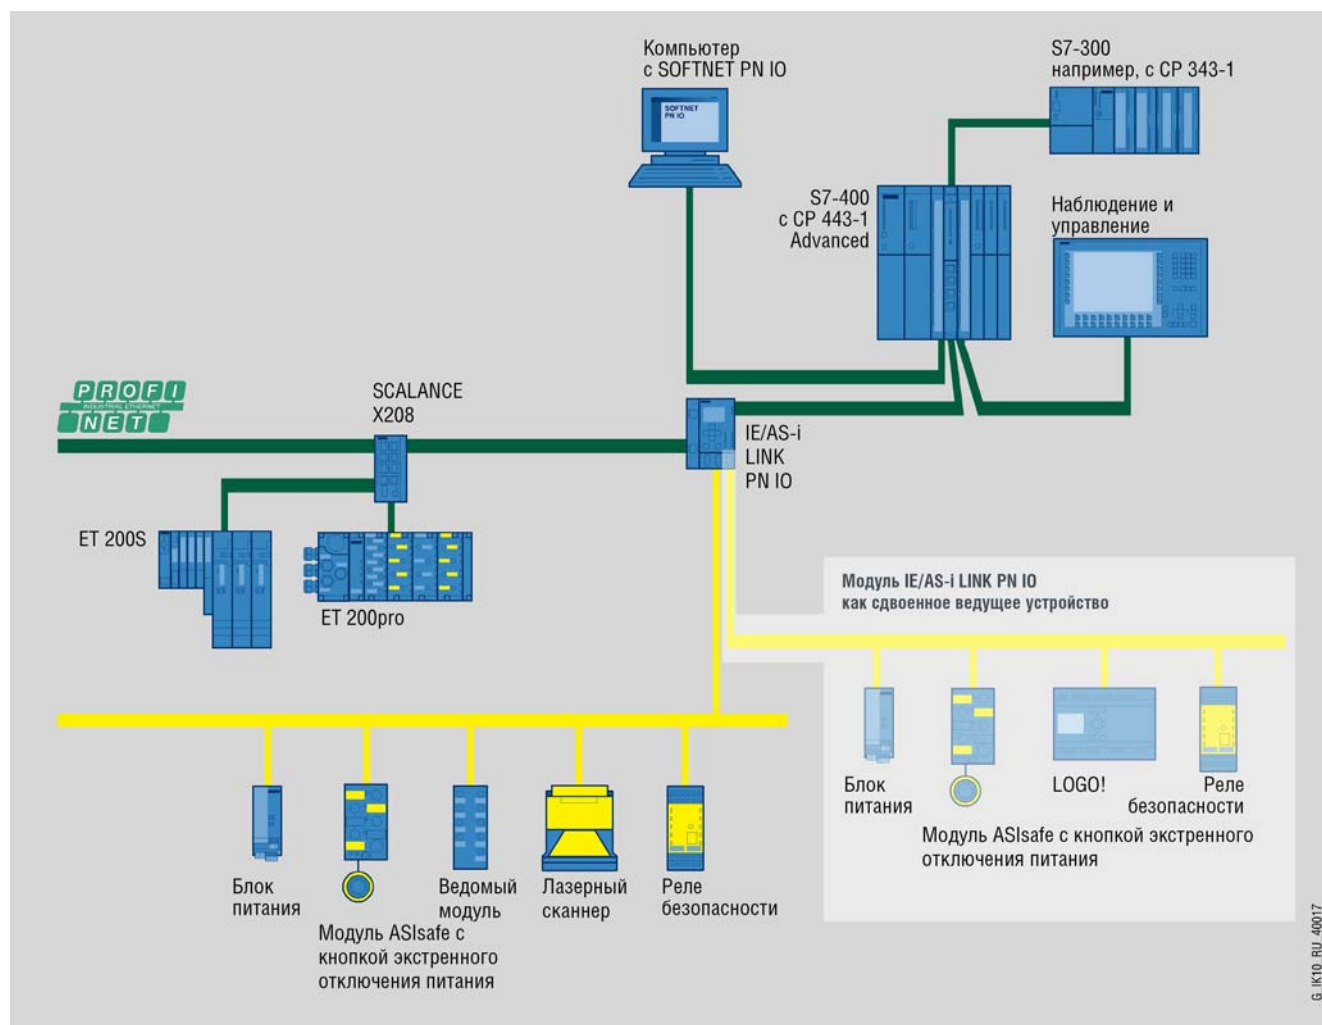 Компьютер
с SOFTNET PN IO
SOFTNET
PN IO
S7-300
например, с CP 343-1
S7-400
с CP 443-1
Advanced
Наблюдение и
управление
PROFI
INDUSTRIAL ETHERNET
NET
SCALANCE
X208
IE/AS-i
LINK
PN IO
ET 200S
ET 200pro
Модуль IE/AS-i LINK PN IO
как сдвоенное ведущее устройство
Блок
питания
LOGO!
Реле
безопасности
Модуль ASIsafe с кнопкой экстренного
отключения питания
Блок
питания
Модуль ASIsafe с
кнопкой экстренного
отключения питания
Ведомый
модуль
Лазерный
сканнер
Реле
безопасности
G_IK10_RU_40017